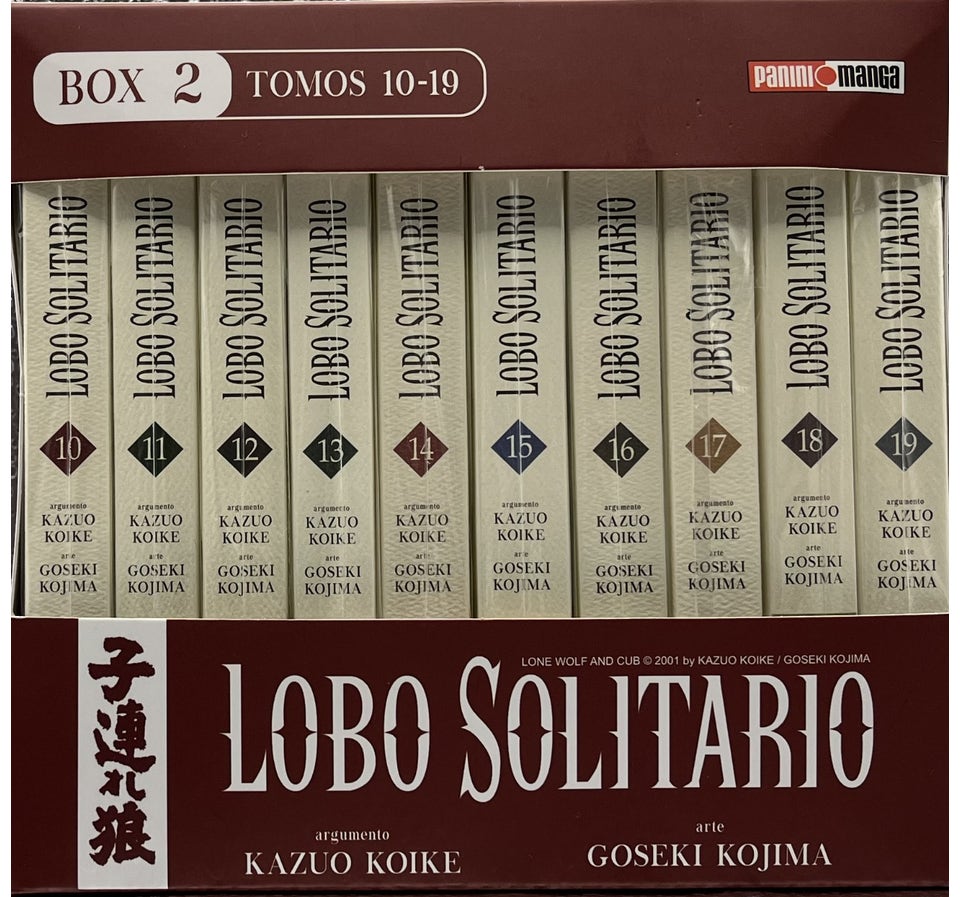 BOX 2
TOMOS 10-19
PANINI MANGA
LOBO SOLITARIO
10
argumento
KAZUO
KOIKE
arte
GOSEKI
KOJIMA
LOBO SOLITARIO
11
argumento
KAZUO
KOIKE
arte
GOSEKI
KOJIMA
LOBO SOLITARIO
12
argumento
KAZUO
KOIKE
arte
GOSEKI
KOJIMA
LOBO SOLITARIO
13
argumento
KAZUO
KOIKE
arte
GOSEKI
KOJIMA
LOBO SOLITARIO
14
argumento
KAZUO
KOIKE
arte
GOSEKI
KOJIMA
LOBO SOLITARIO
15
argumento
KAZUO
KOIKE
arte
GOSEKI
KOJIMA
LOBO SOLITARIO
16
argumento
KAZUO
KOIKE
arte
GOSEKI
KOJIMA
LOBO SOLITARIO
17
argumento
KAZUO
KOIKE
arte
GOSEKI
KOJIMA
LOBO SOLITARIO
18
argumento
KAZUO
KOIKE
arte
GOSEKI
KOJIMA
LOBO SOLITARIO
19
argumento
KAZUO
KOIKE
arte
GOSEKI
KOJIMA
子連れ狼
LONE WOLF AND CUB © 2001 by KAZUO KOIKE / GOSEKI KOJIMA
LOBO SOLITARIO
argumento
KAZUO KOIKE
arte
GOSEKI KOJIMA